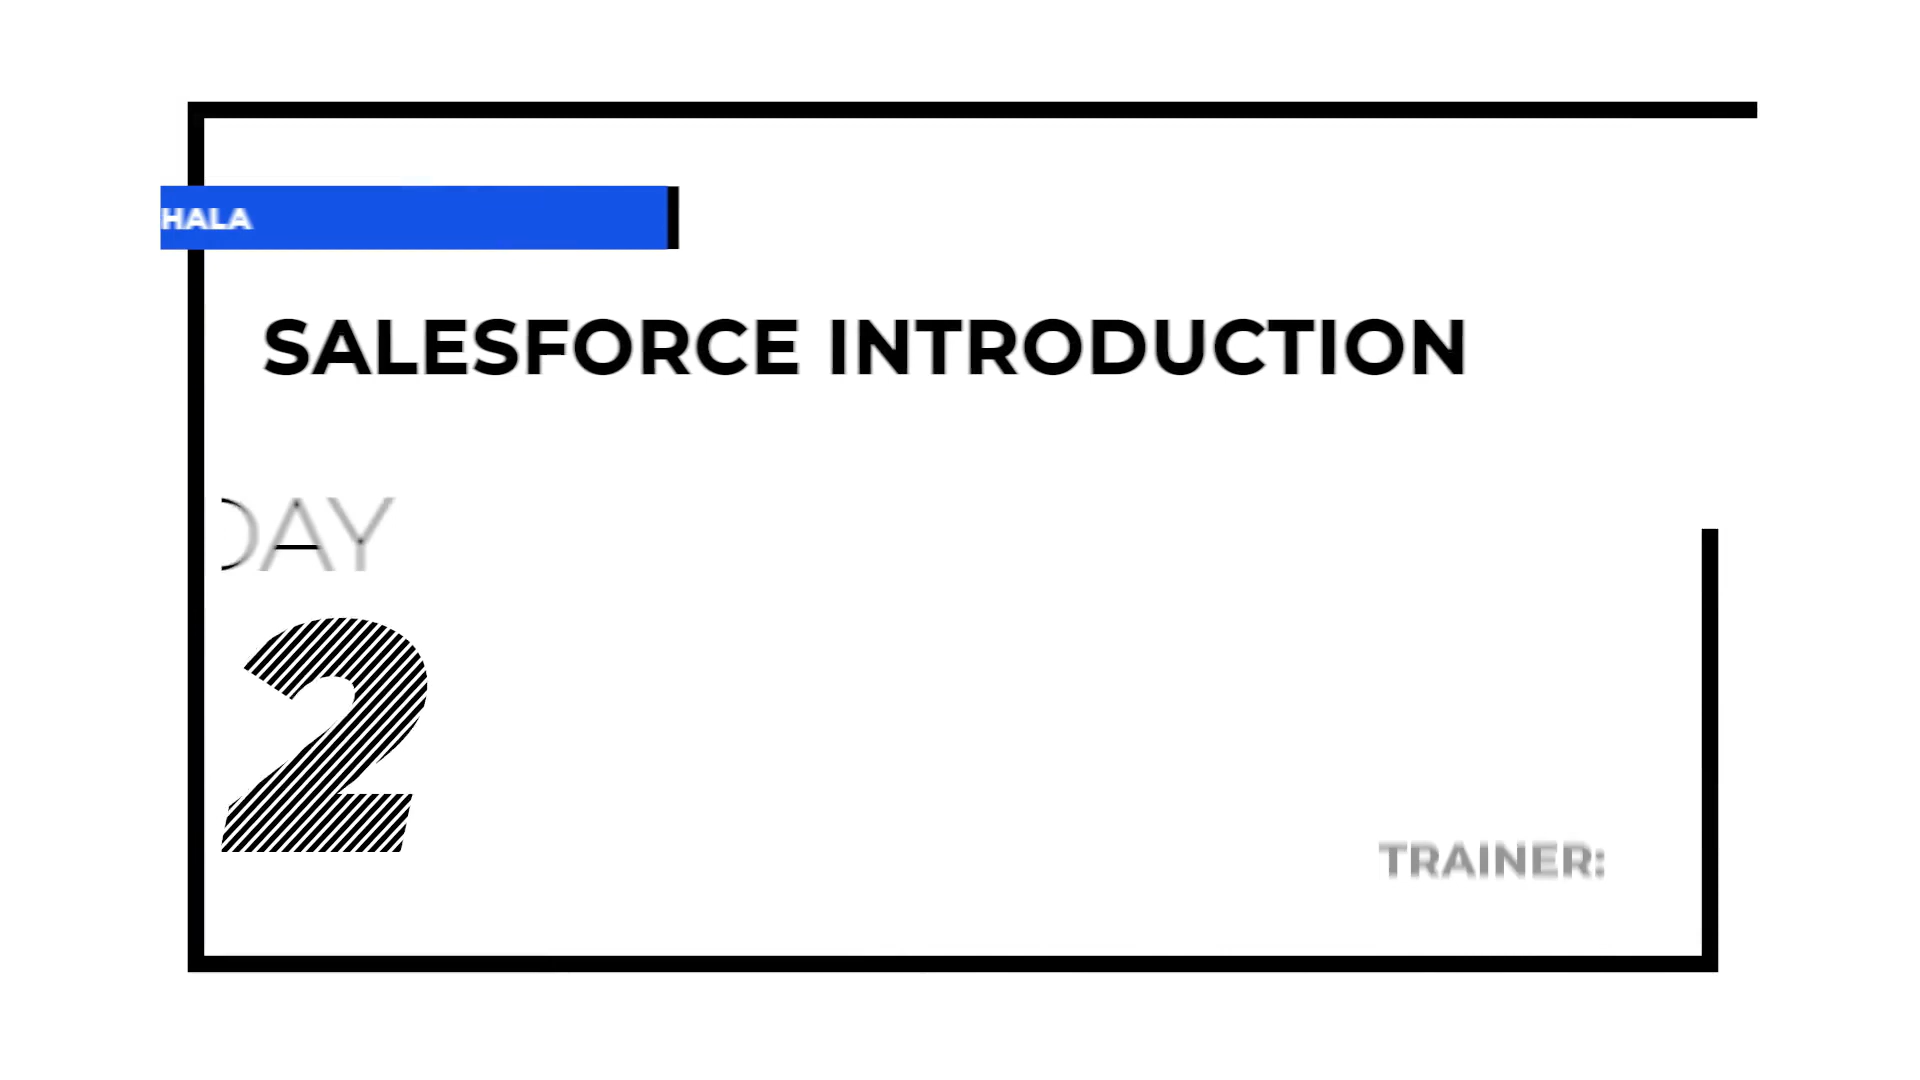 HALA
SALESFORCE INTRODUCTION
DAY
2
TRAINER: